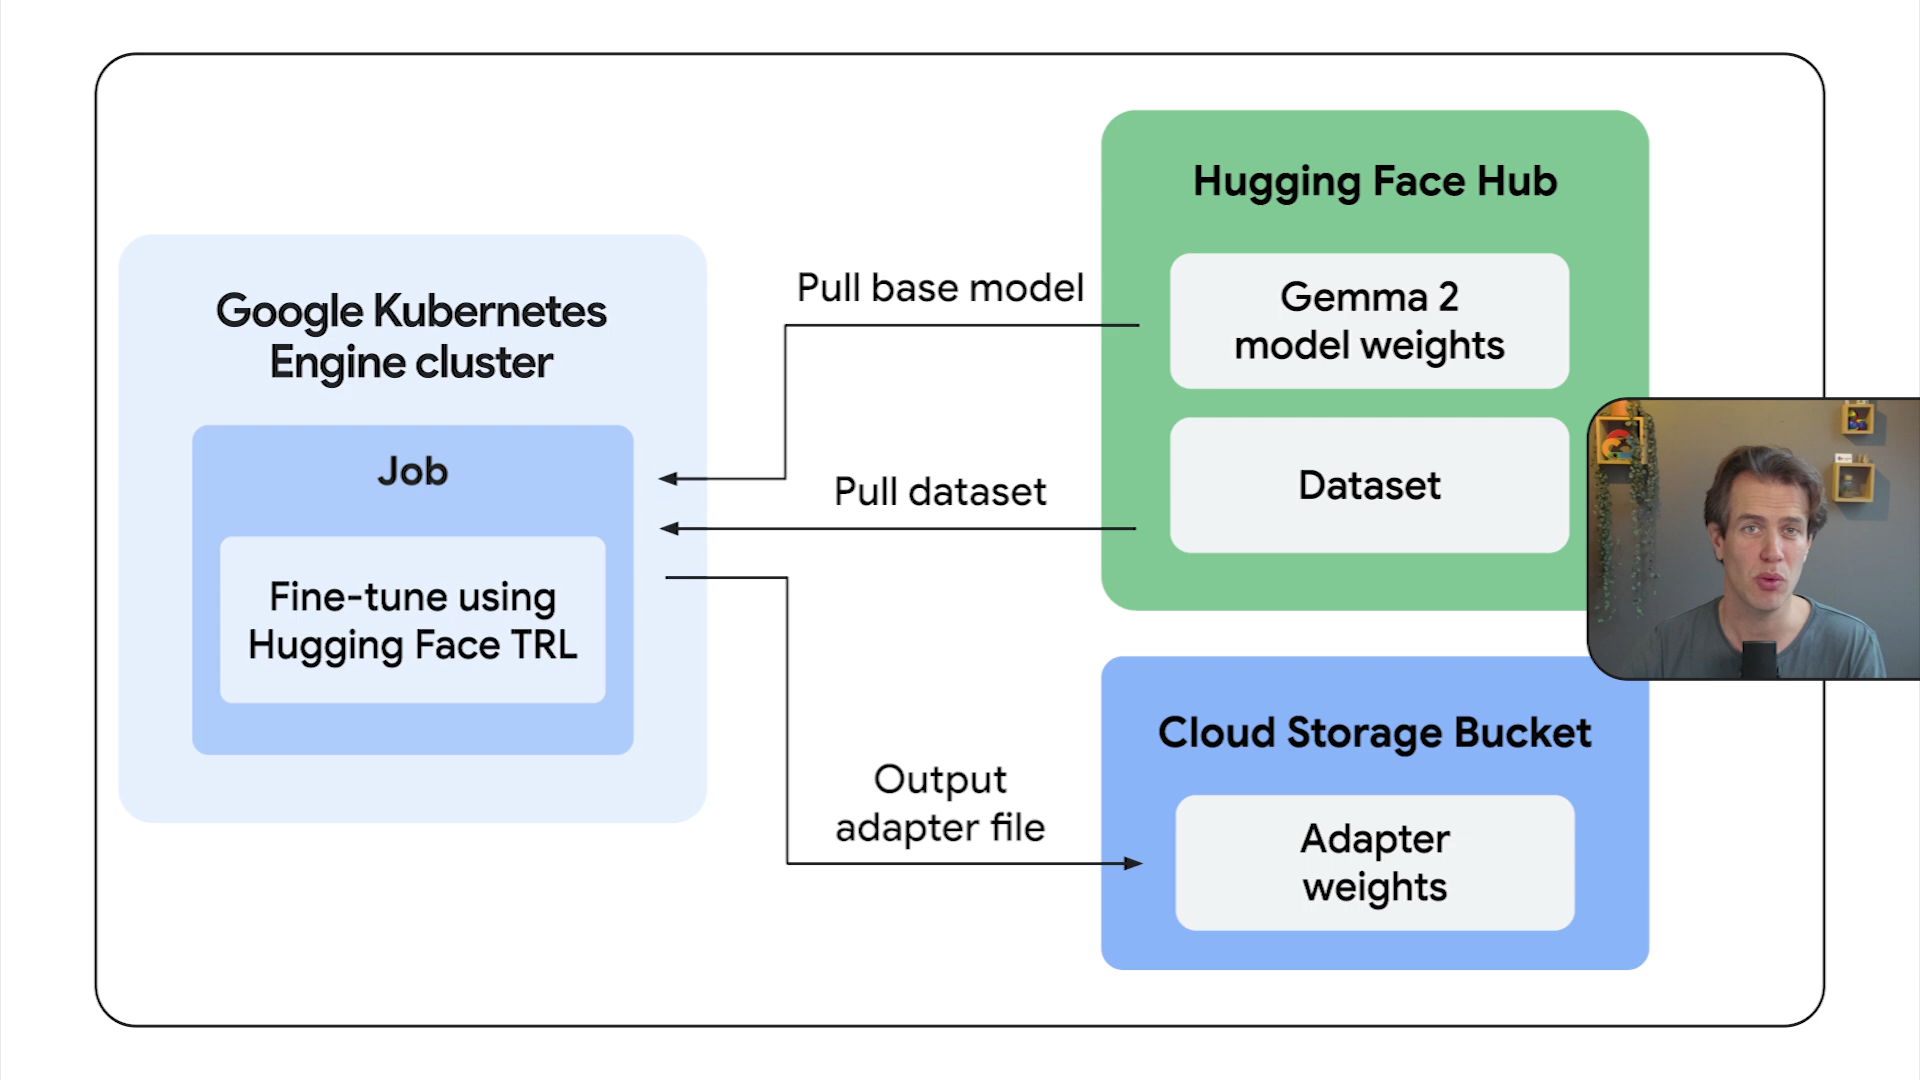 Google Kubernetes
Engine cluster
Job
Fine-tune using
Hugging Face TRL
Pull base model
Pull dataset
Output
adapter file
Hugging Face Hub
Gemma 2
model weights
Dataset
Cloud Storage Bucket
Adapter
weights